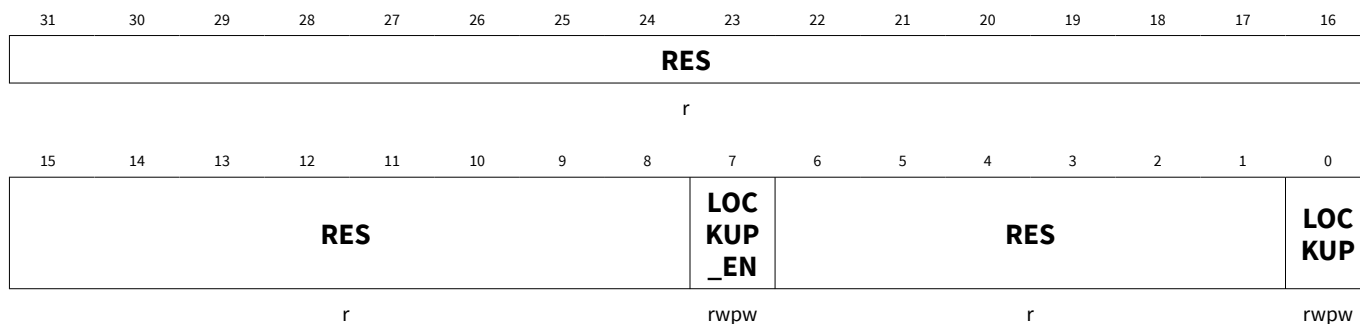 31 30 29 28 27 26 25 24 23 22 21 20 19 18 17 16
RES
r
15 14 13 12 11 10 9 8 7 6 5 4 3 2 1 0
RES LOC KUP _EN RES LOC KUP
r rwpw r rwpw